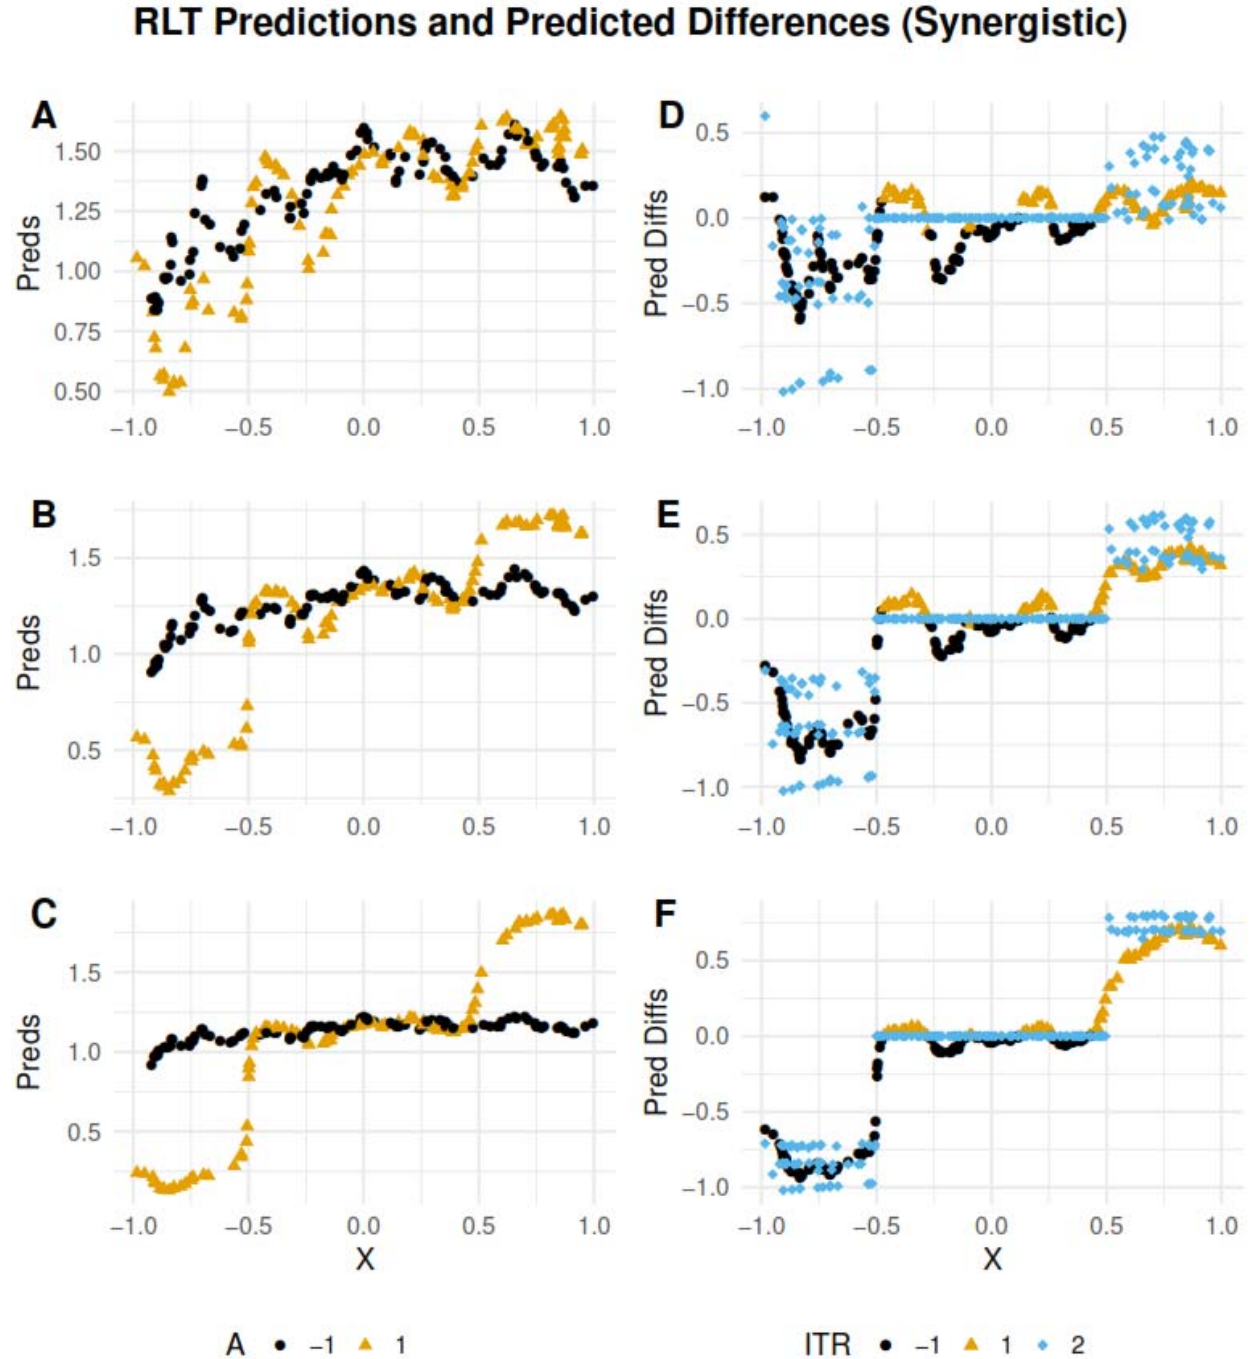 RLT Predictions and Predicted Differences (Synergistic)
A
Preds
1.50
1.25
1.00
0.75
0.50
−1.0 −0.5 0.0 0.5 1.0
D
Pred Diffs
0.5
0.0
−0.5
−1.0
−1.0 −0.5 0.0 0.5 1.0
B
Preds
1.5
1.0
0.5
−1.0 −0.5 0.0 0.5 1.0
E
Pred Diffs
0.5
0.0
−0.5
−1.0
−1.0 −0.5 0.0 0.5 1.0
C
Preds
1.5
1.0
0.5
−1.0 −0.5 0.0 0.5 1.0
X
F
Pred Diffs
0.5
0.0
−0.5
−1.0
−1.0 −0.5 0.0 0.5 1.0
X
A −1 1
ITR −1 1 2